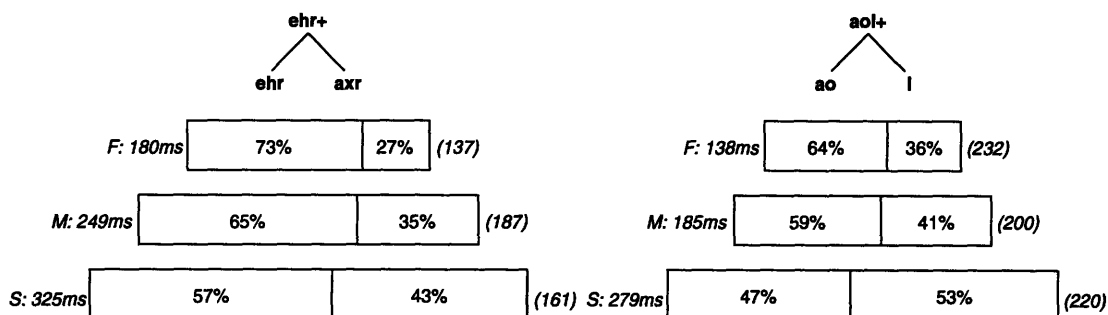 ehr+
ehr axr
F: 180ms 73% 27% (137)
M: 249ms 65% 35% (187)
S: 325ms 57% 43% (161)
aol+
ao l
F: 138ms 64% 36% (232)
M: 185ms 59% 41% (200)
S: 279ms 47% 53% (220)